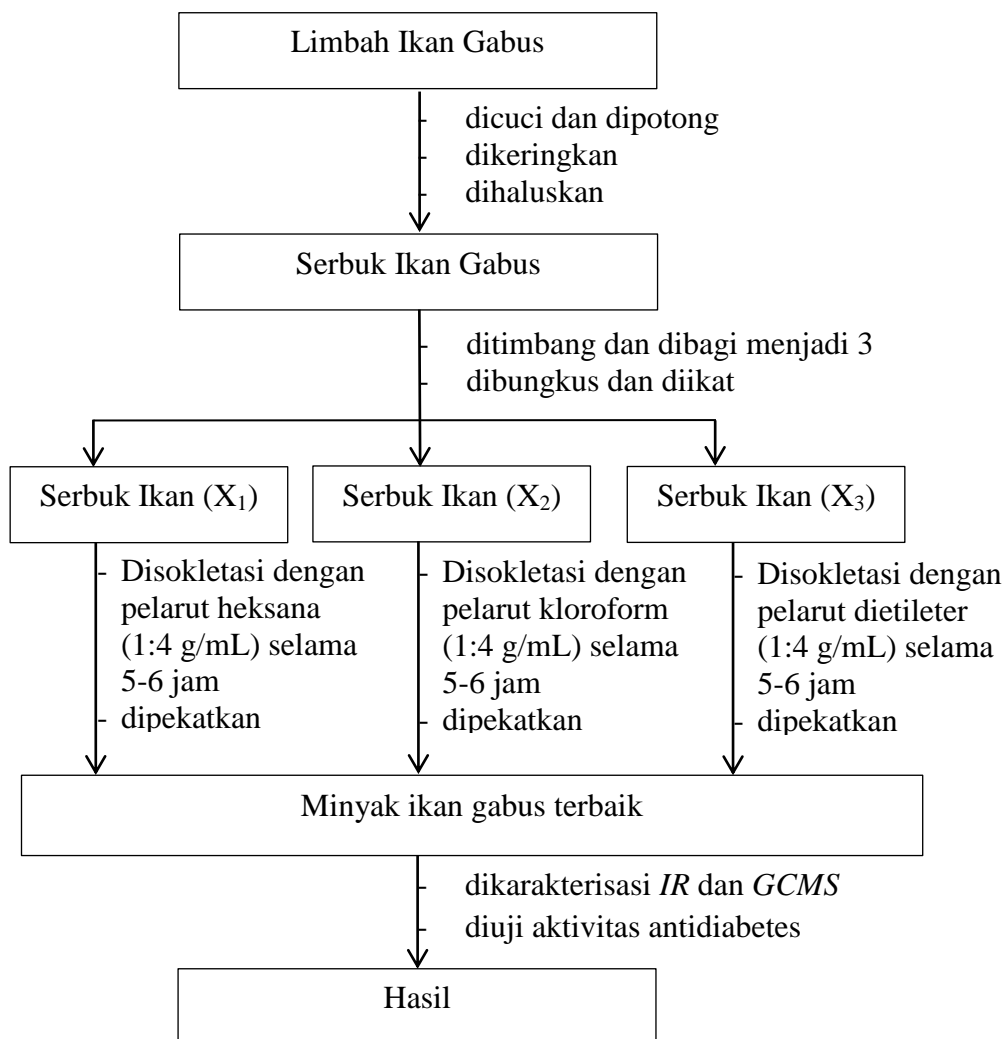 Limbah Ikan Gabus
- dicuci dan dipotong
- dikeringkan
- dihaluskan
Serbuk Ikan Gabus
- ditimbang dan dibagi menjadi 3
- dibungkus dan diikat
Serbuk Ikan (X₁)
Serbuk Ikan (X₂)
Serbuk Ikan (X₃)
- Disokletasi dengan
pelarut heksana
(1:4 g/mL) selama
5-6 jam
- dipekatkan
- Disokletasi dengan
pelarut kloroform
(1:4 g/mL) selama
5-6 jam
- dipekatkan
- Disokletasi dengan
pelarut dietileter
(1:4 g/mL) selama
5-6 jam
- dipekatkan
Minyak ikan gabus terbaik
- dikarakterisasi IR dan GCMS
- diuji aktivitas antidiabetes
Hasil